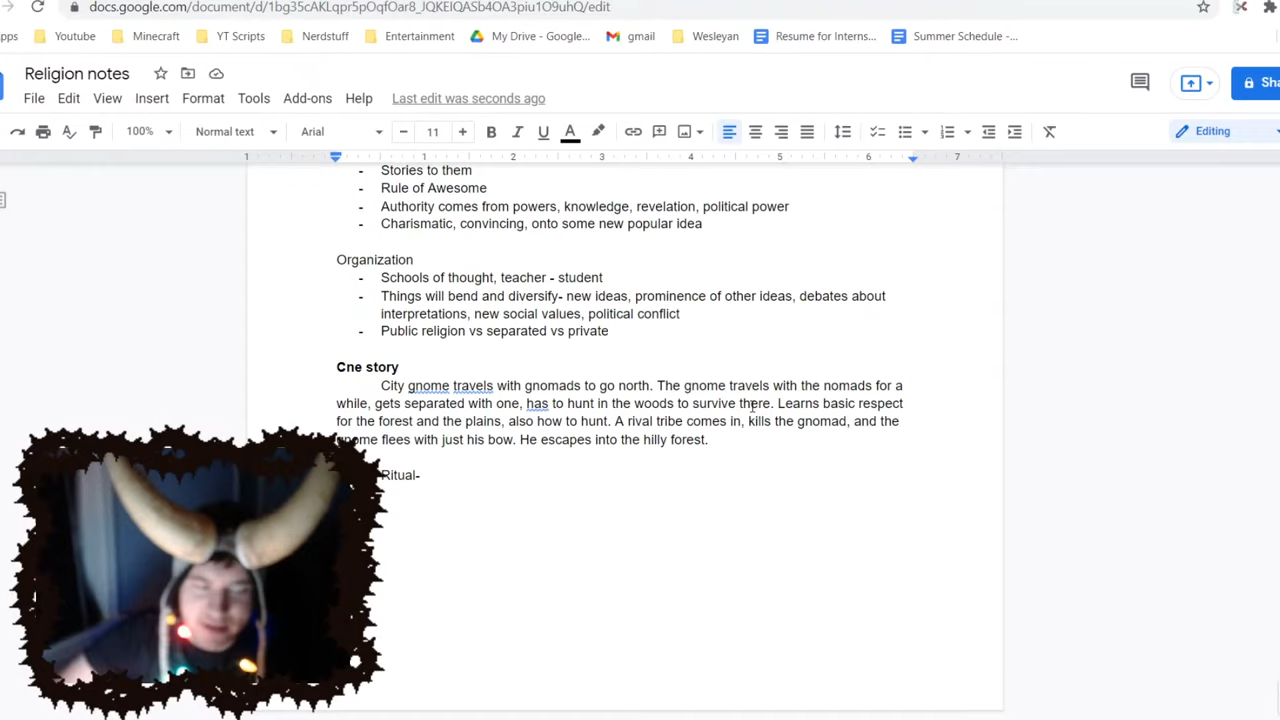 docs.google.com/document/d/1bg35cAKLqpr5pOqfOar8_JQKEIQASb4OA3piu1O9uhQ/edit
Youtube Minecraft YT Scripts Nerdstuff Entertainment My Drive - Google... gmail Wesleyan Resume for Interns... Summer Schedule -...
Religion notes
File Edit View Insert Format Tools Add-ons Help Last edit was seconds ago
100% Normal text Arial 11 Editing
1 1 2 3 4 5 6 7
- Stories to them
- Rule of Awesome
- Authority comes from powers, knowledge, revelation, political power
- Charismatic, convincing, onto some new popular idea
Organization
- Schools of thought, teacher - student
- Things will bend and diversify- new ideas, prominence of other ideas, debates about
interpretations, new social values, political conflict
- Public religion vs separated vs private
Cne story
City gnome travels with gnomads to go north. The gnome travels with the nomads for a
while, gets separated with one, has to hunt in the woods to survive there. Learns basic respect
for the forest and the plains, also how to hunt. A rival tribe comes in, kills the gnomad, and the
gnome flees with just his bow. He escapes into the hilly forest.
Ritual-